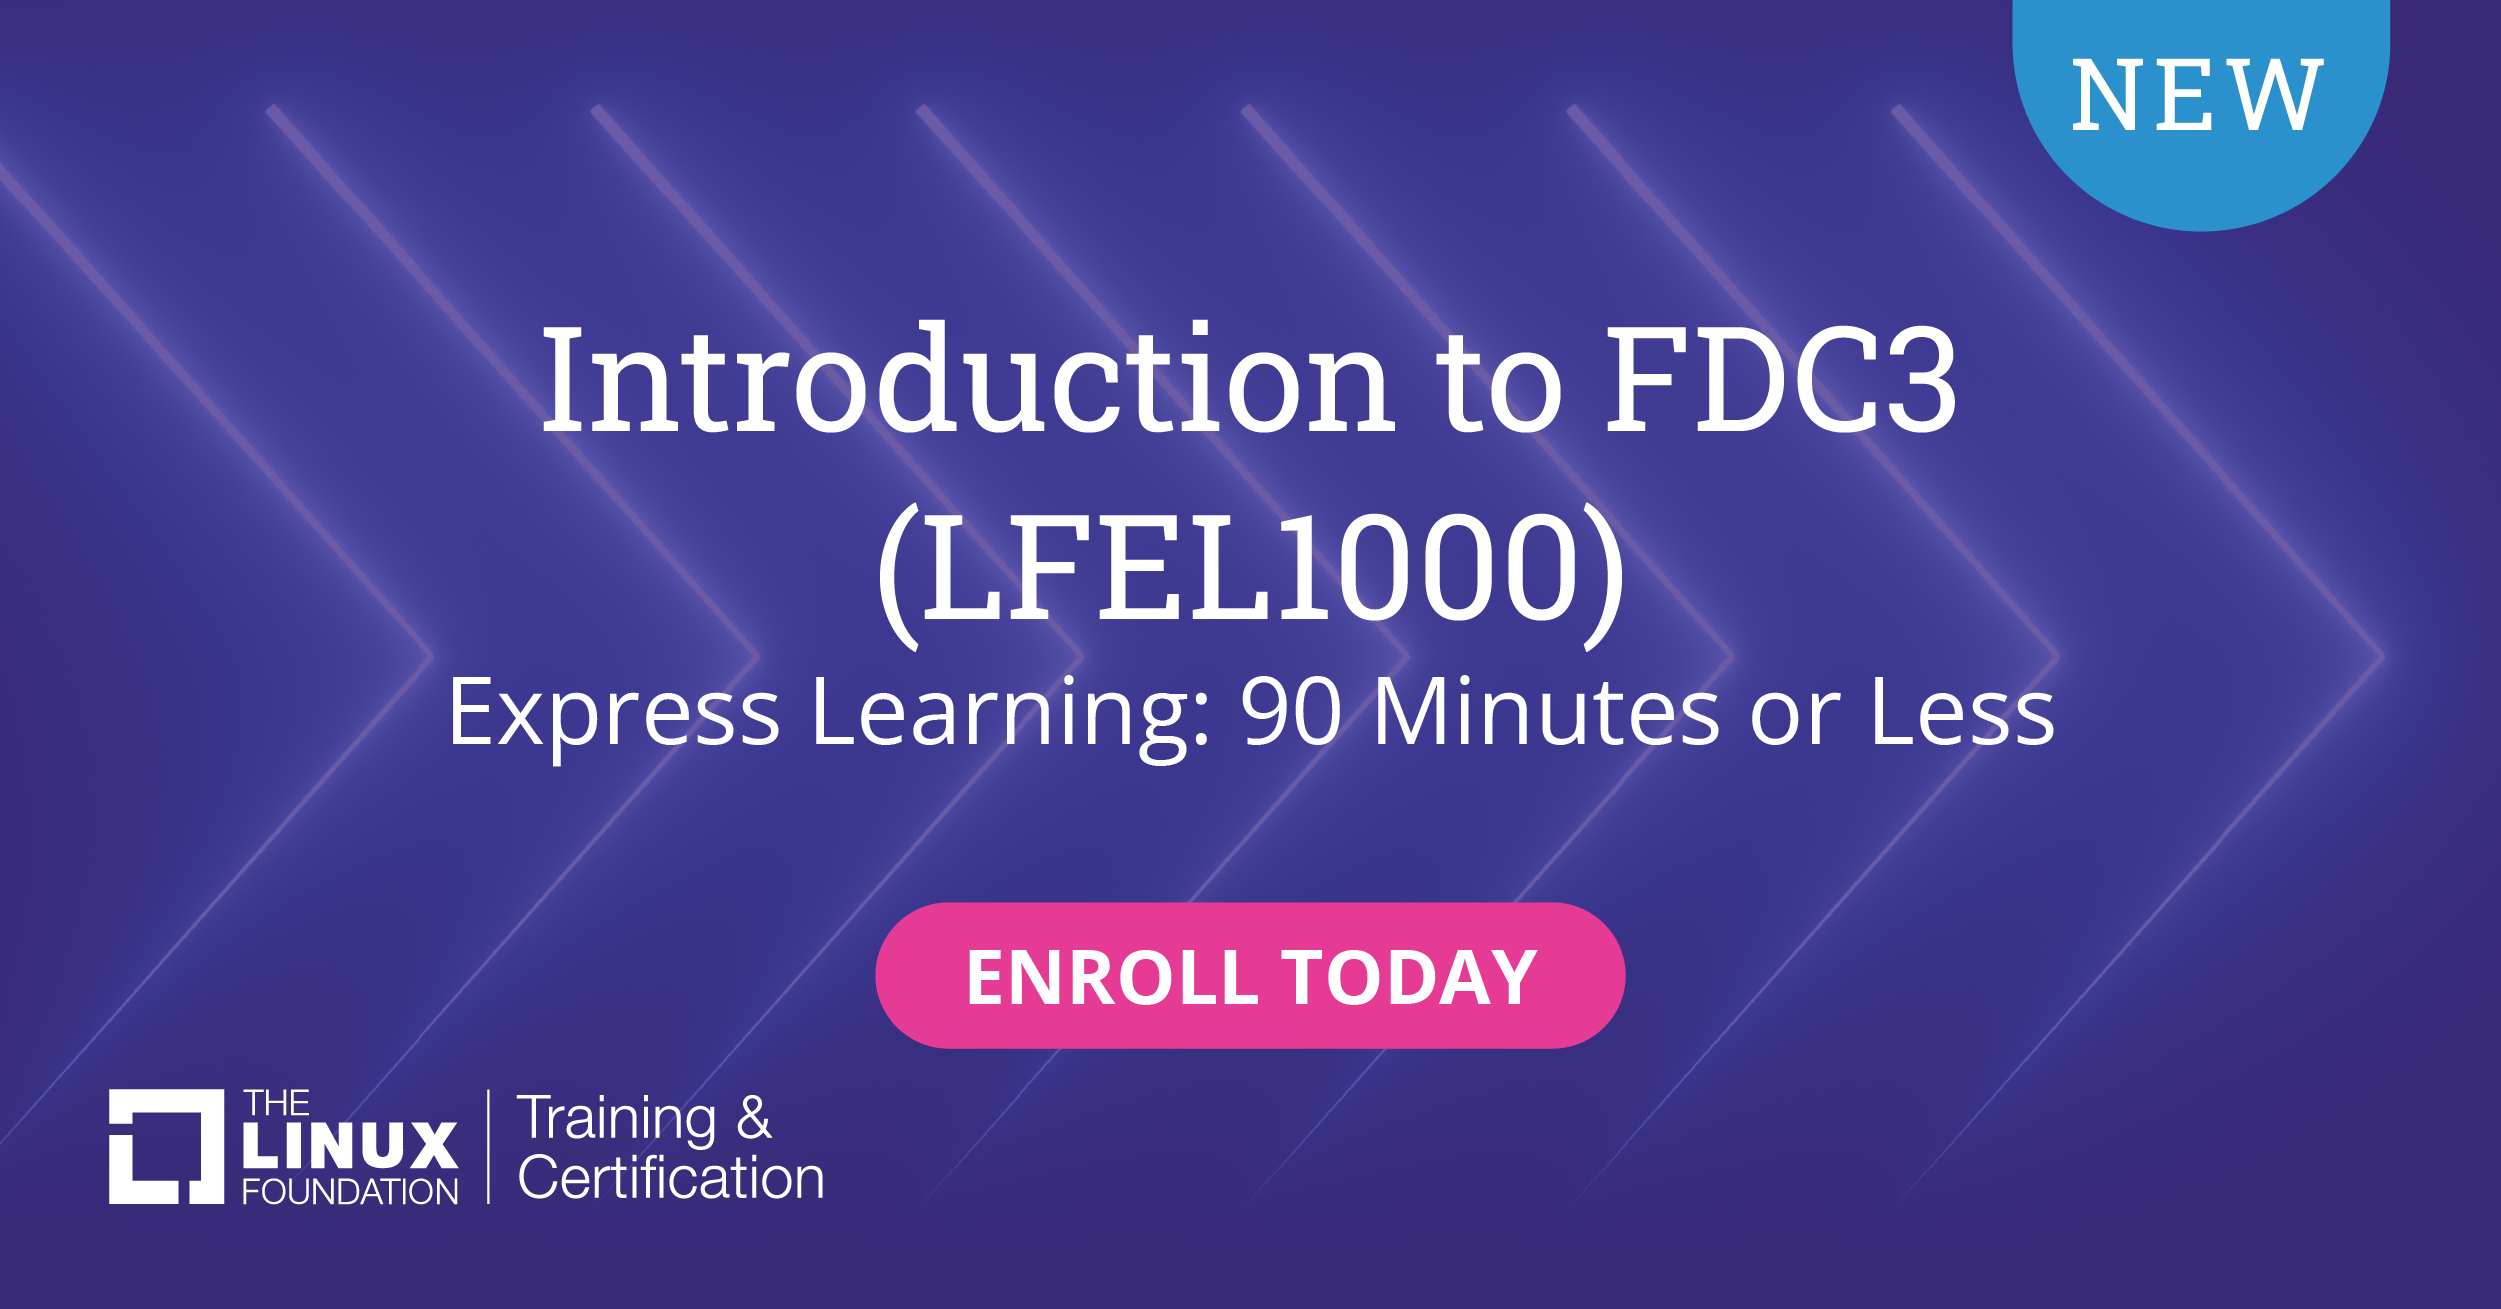 NEW
Introduction to FDC3
(LFEL1000)
Express Learning: 90 Minutes or Less
ENROLL TODAY
THE
LINUX
FOUNDATION
Training &
Certification